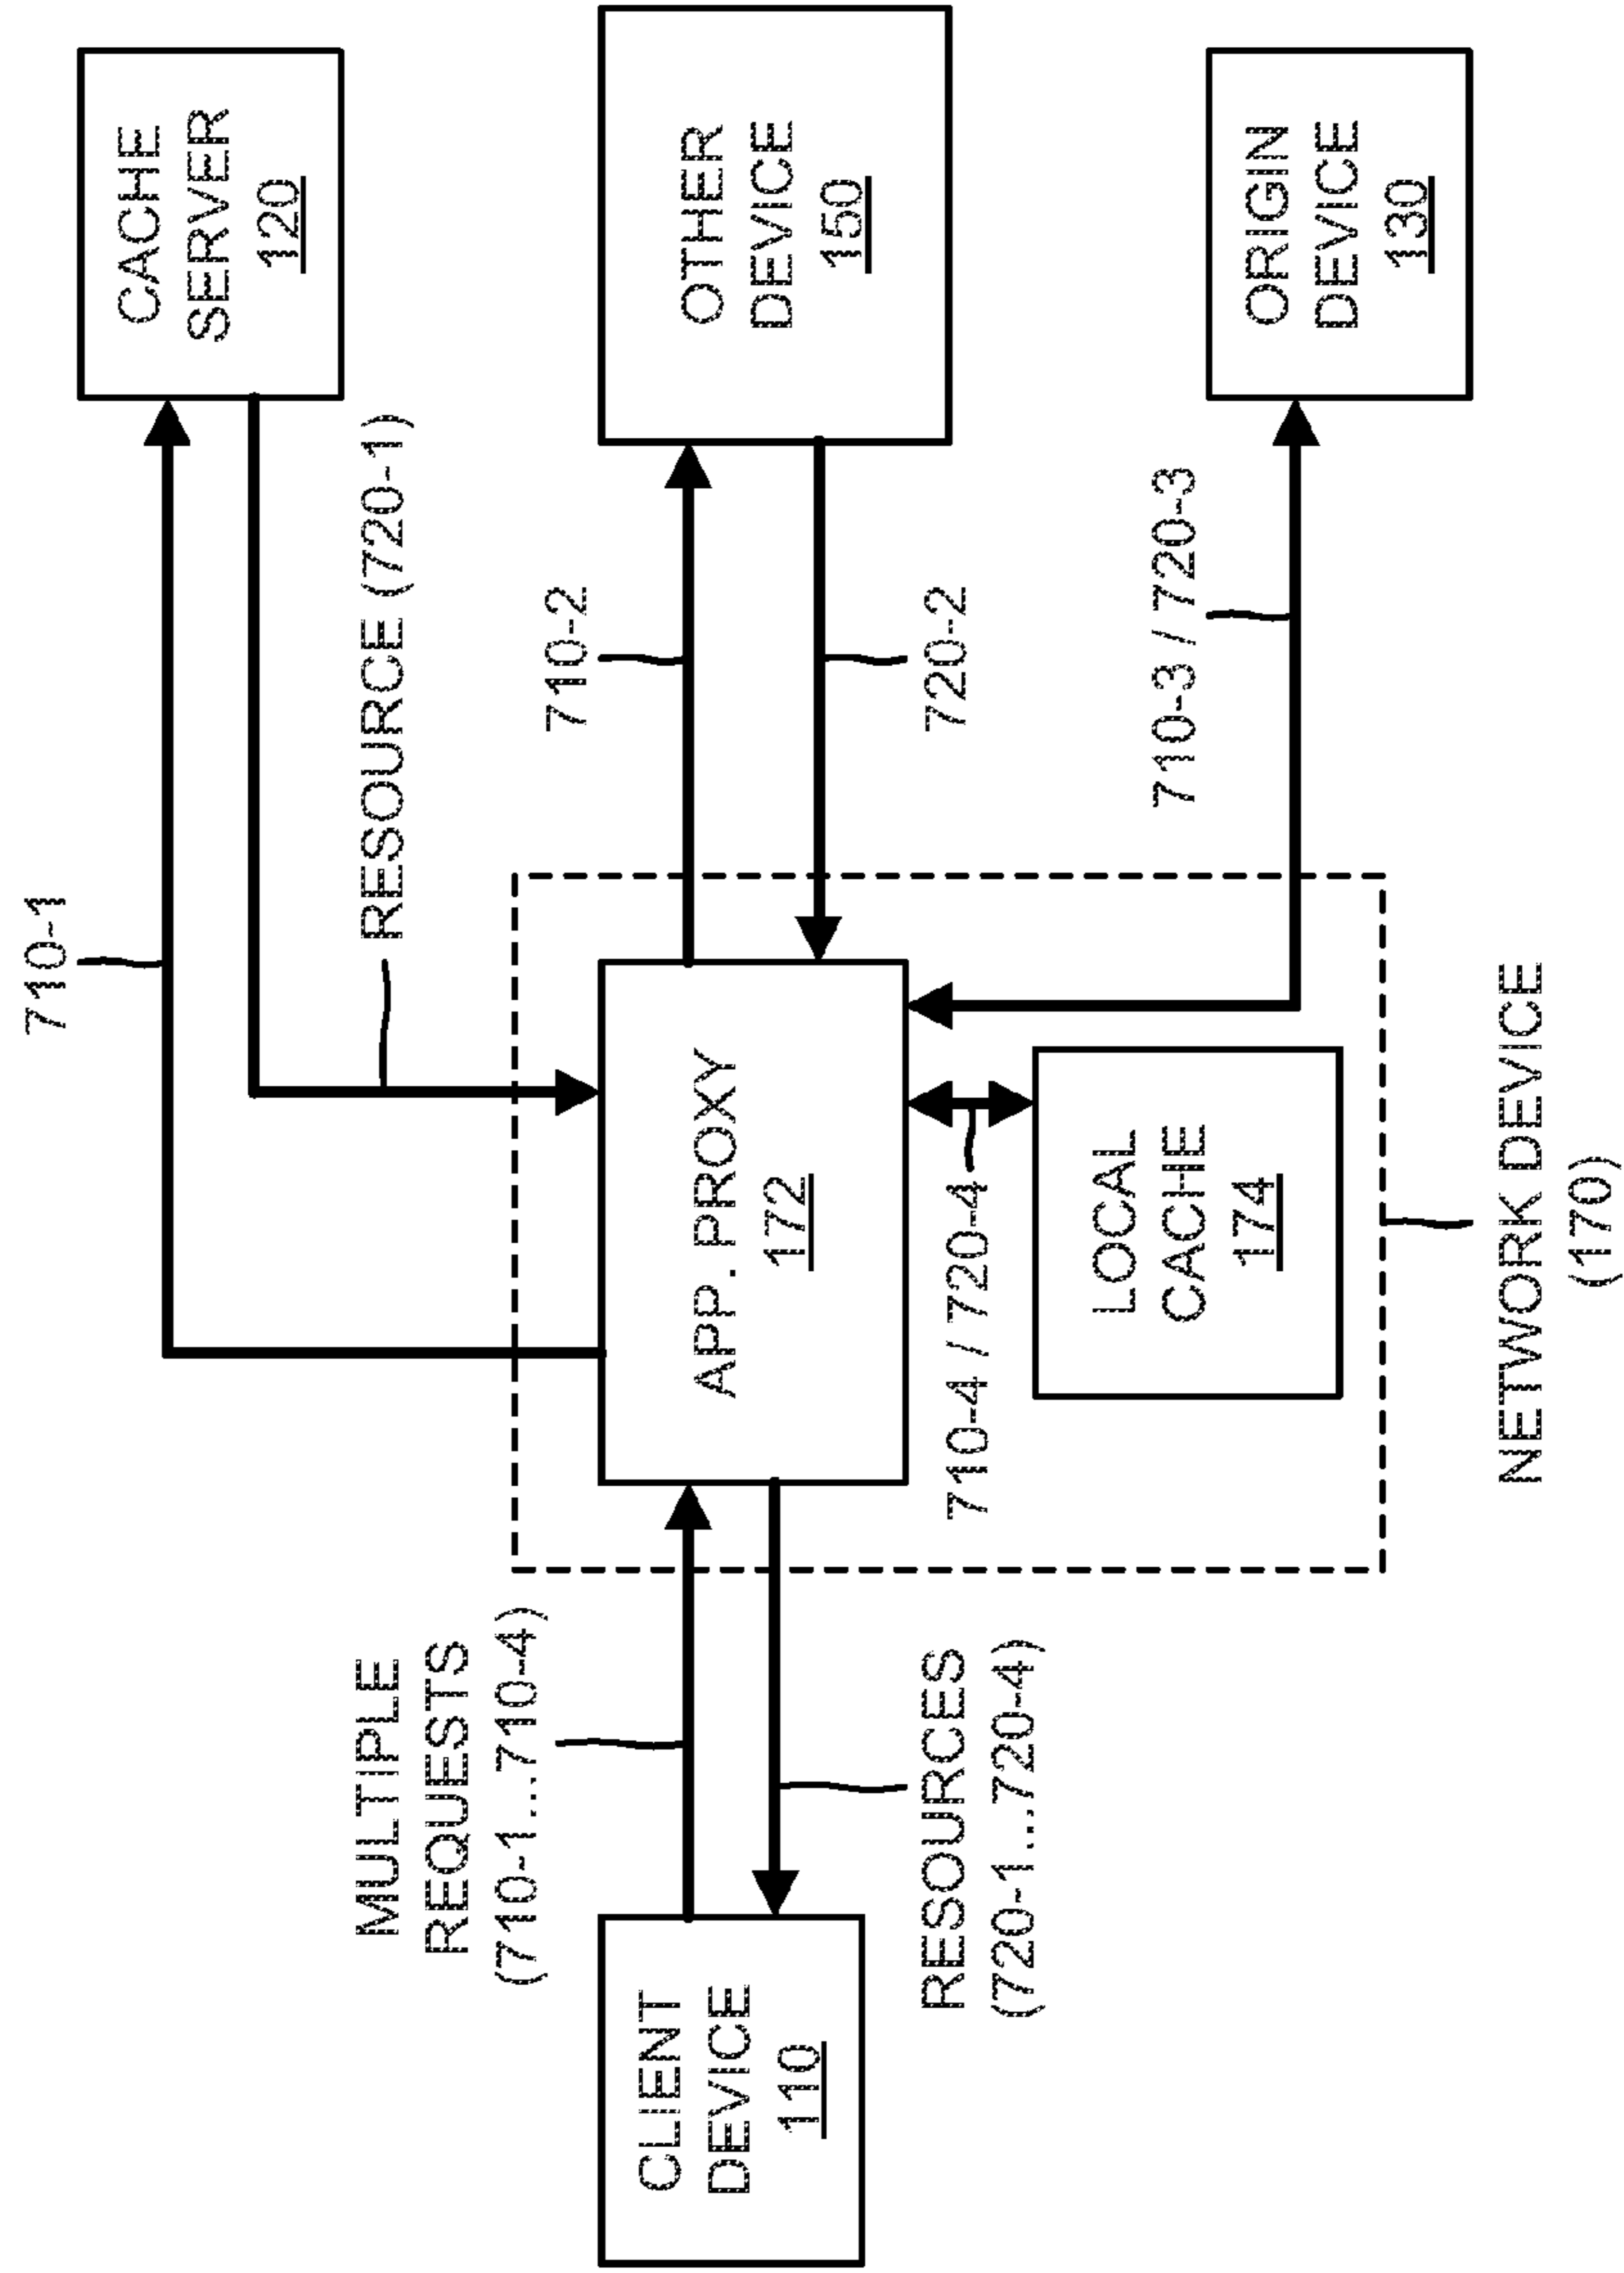 710-1
CACHE
SERVER
120
RESOURCE (720-1)
MULTIPLE
REQUESTS
(710-1...710-4)
710-2
CLIENT
DEVICE
110
APP. PROXY
172
OTHER
DEVICE
150
RESOURCES
(720-1...720-4)
720-2
710-4 / 720-4
LOCAL
CACHE
174
710-3 / 720-3
ORIGIN
DEVICE
130
NETWORK DEVICE
(170)